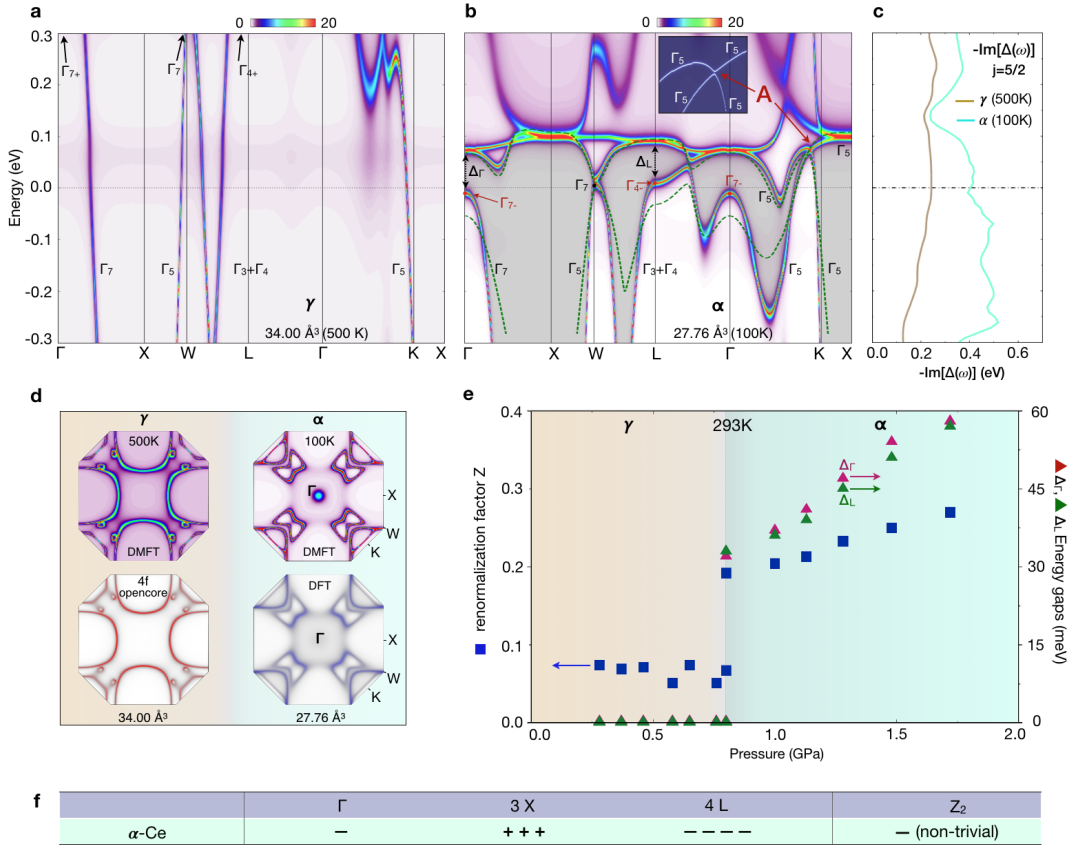 a
0 20
0.3
0.2
0.1
0.0
-0.1
-0.2
-0.3
Energy (eV)
Γ7+
Γ7
Γ4+
Γ7
Γ5
Γ3+Γ4
Γ5
γ
34.00 Å³ (500 K)
Γ X W L Γ K X
b
0 20
Γ5
Γ5
Γ5
Γ5
A
ΔΓ
ΔL
Γ7
Γ4-
Γ7-
Γ7-
Γ5
Γ5
Γ7
Γ5
Γ3+Γ4
Γ5
Γ5
α
27.76 Å³ (100K)
Γ X W L Γ K X
c
-Im[Δ(ω)]
j=5/2
γ (500K)
α (100K)
0.0 0.2 0.4 0.6
-Im[Δ(ω)] (eV)
d
γ
α
500K
DMFT
100K
Γ
DMFT
X
W
K
4f
opencore
DFT
Γ
X
W
K
34.00 Å³
27.76 Å³
e
0.4
0.3
0.2
0.1
0.0
renormalization factor Z
γ
293K
α
ΔΓ
ΔL
60
45
30
15
0
ΔΓ, ΔL Energy gaps (meV)
0.0 0.5 1.0 1.5 2.0
Pressure (GPa)
f
Γ 3 X 4 L Z2
α-Ce − + + + − − − − − (non-trivial)